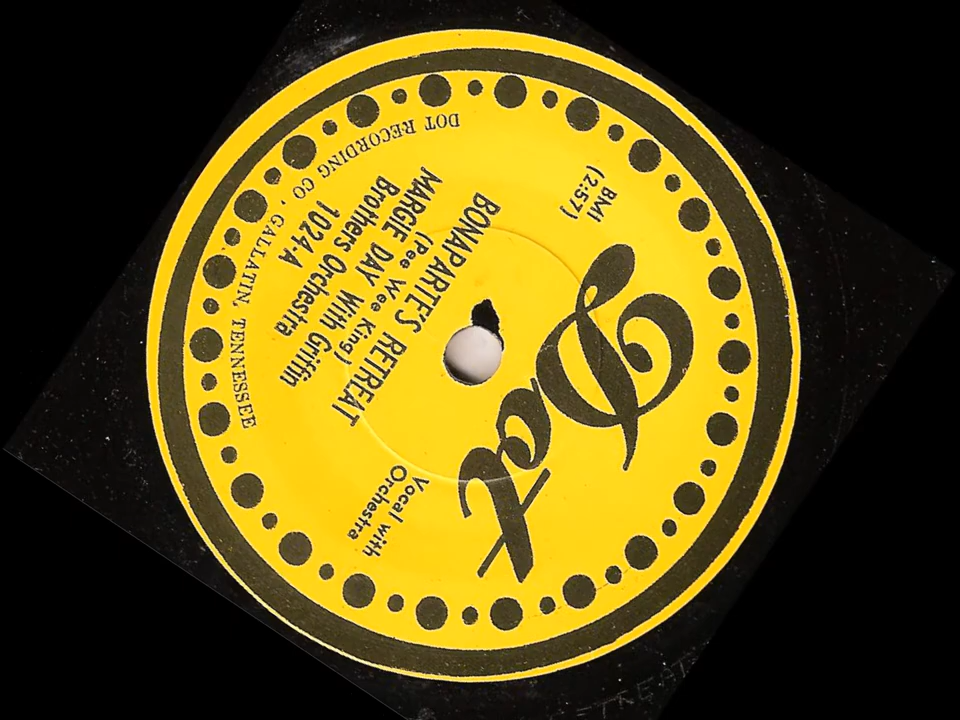 Dot
BMI
(2:57)
Vocal with
Orchestra
BONAPARTE'S RETREAT
(Pee Wee King)
MARGIE DAY With Griffin
Brothers Orchestra
1024-A
DOT RECORDING CO · GALLATIN, TENNESSEE